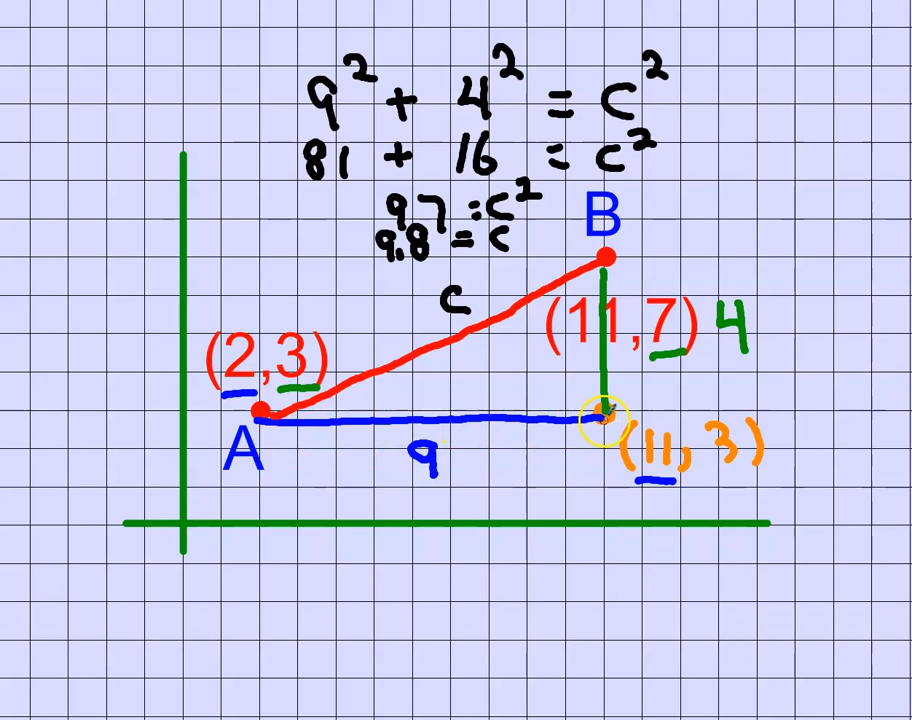 9² + 4² = c²
81 + 16 = c²
97 = c²
9.8 = c
B
c
(11,7) 4
(2,3)
A
9
(11,3)